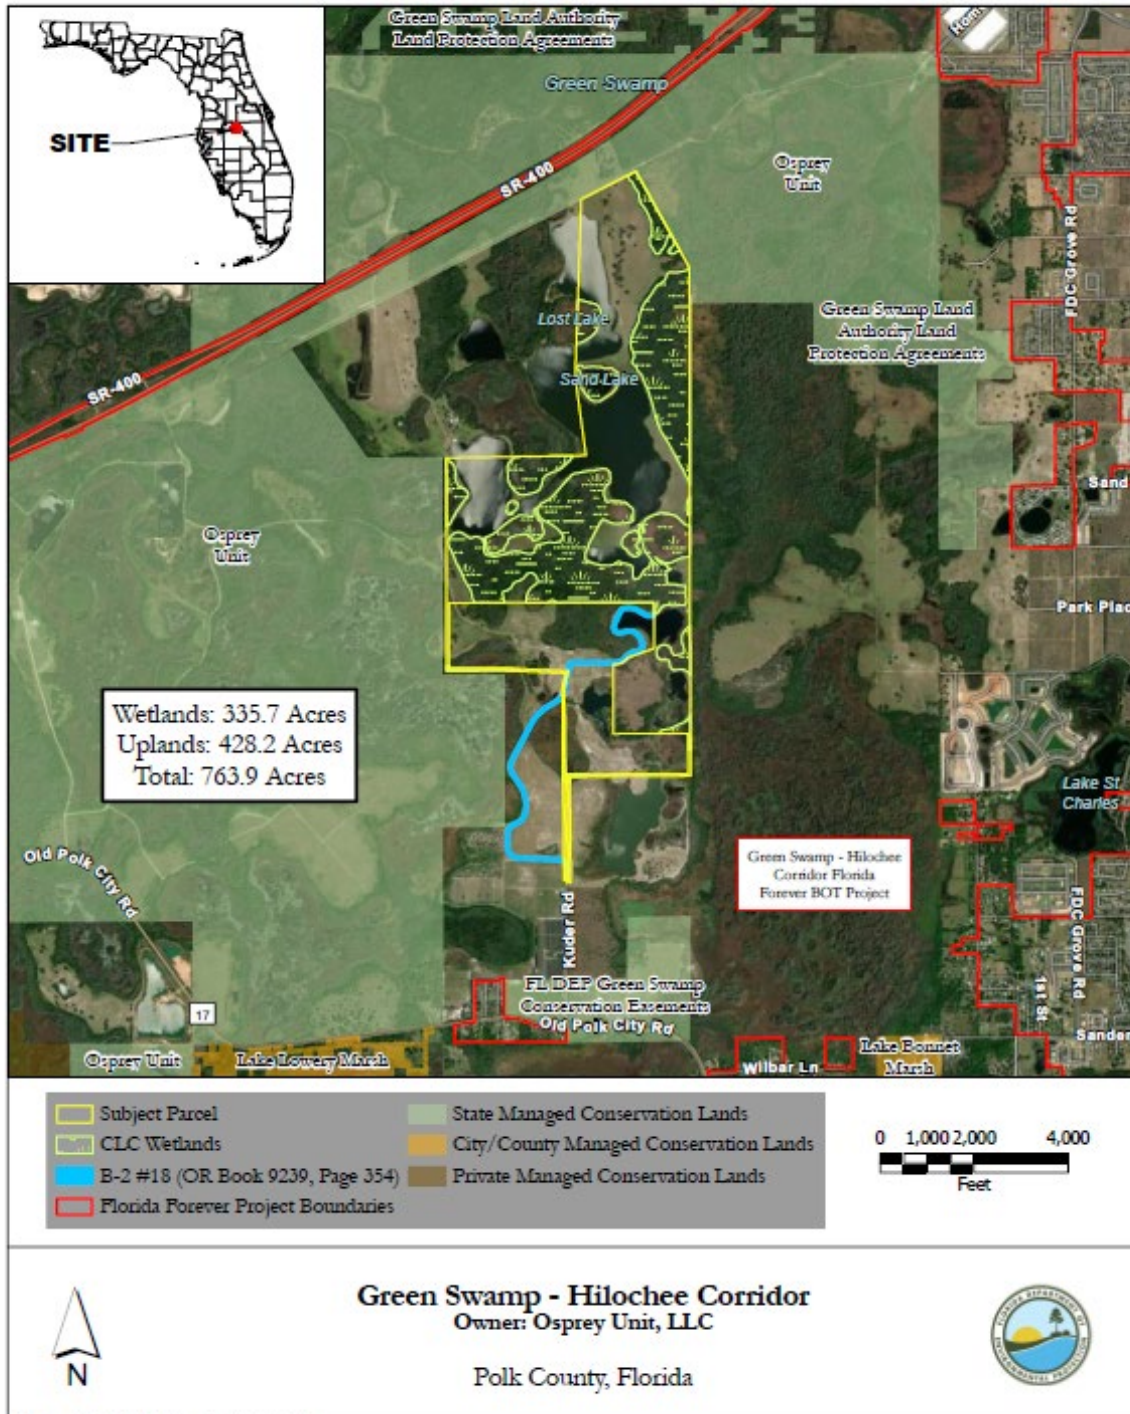 SITE
Green Swamp Land Authority
Land Protection Agreements
Green Swamp
SR-400
Osprey
Unit
FDC Grove Rd
Lost Lake
Green Swamp Land
Authority Land
Protection Agreements
Sand Lake
SR-400
Sand
Osprey
Unit
Park Plac
Wetlands: 335.7 Acres
Uplands: 428.2 Acres
Total: 763.9 Acres
Lake St
Charles
Old Polk City Rd
Green Swamp - Hilochee
Corridor Florida
Forever BOT Project
Kuder Rd
FDC Grove Rd
1st St
17
FL DEP Green Swamp
Conservation Easements
Old Polk City Rd
Sander
Osprey Unit
Lake Lowery Marsh
Wilbar Ln
Lake Bonnet
Marsh
Subject Parcel
CLC Wetlands
B-2 #18 (OR Book 9239, Page 354)
Florida Forever Project Boundaries
State Managed Conservation Lands
City/County Managed Conservation Lands
Private Managed Conservation Lands
0 1,000 2,000 4,000
Feet
N
Green Swamp - Hilochee Corridor
Owner: Osprey Unit, LLC
Polk County, Florida
FLORIDA DEPARTMENT OF
ENVIRONMENTAL PROTECTION